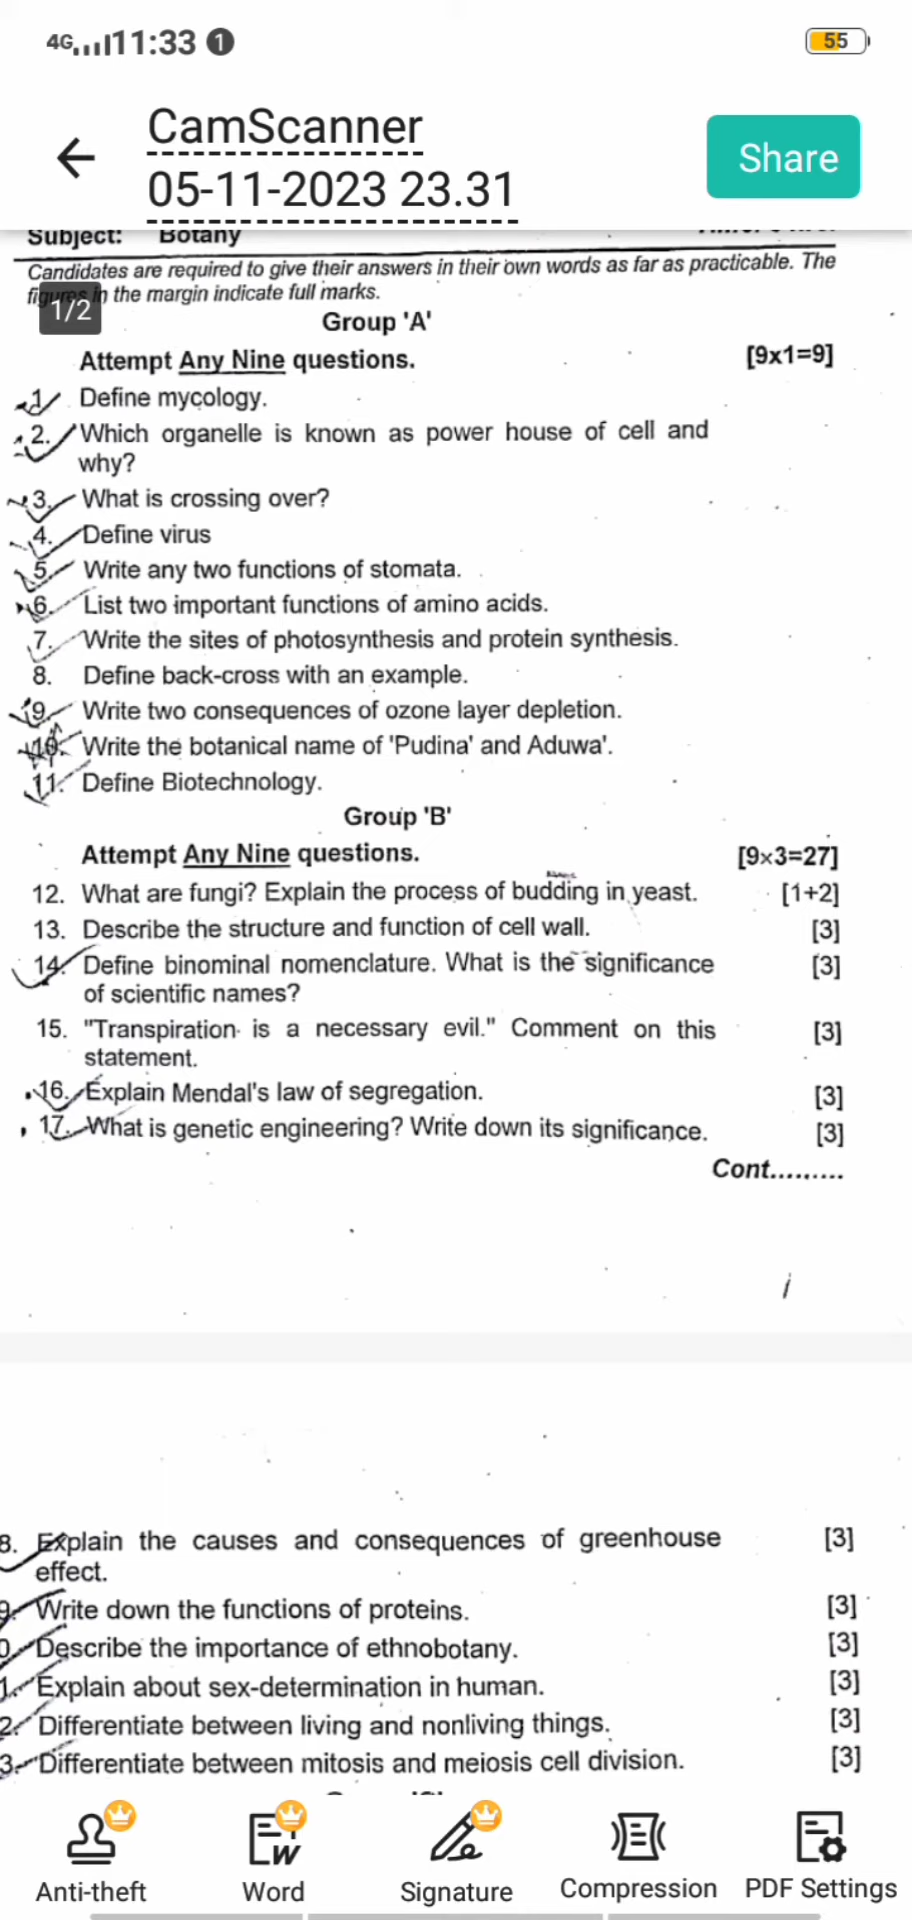 4G 11:33 1
55
CamScanner
05-11-2023 23.31
Share
Subject: Botany
Candidates are required to give their answers in their own words as far as practicable. The
figures in the margin indicate full marks.
1/2
Group 'A'
Attempt Any Nine questions. [9x1=9]
1. Define mycology.
2. Which organelle is known as power house of cell and
why?
3. What is crossing over?
4. Define virus
5. Write any two functions of stomata.
6. List two important functions of amino acids.
7. Write the sites of photosynthesis and protein synthesis.
8. Define back-cross with an example.
9. Write two consequences of ozone layer depletion.
10. Write the botanical name of 'Pudina' and Aduwa'.
11. Define Biotechnology.
Group 'B'
Attempt Any Nine questions. [9×3=27]
12. What are fungi? Explain the process of budding in yeast. [1+2]
13. Describe the structure and function of cell wall. [3]
14. Define binominal nomenclature. What is the significance [3]
of scientific names?
15. "Transpiration is a necessary evil." Comment on this [3]
statement.
16. Explain Mendal's law of segregation. [3]
17. What is genetic engineering? Write down its significance. [3]
Cont.........
i
8. Explain the causes and consequences of greenhouse [3]
effect.
9. Write down the functions of proteins. [3]
0. Describe the importance of ethnobotany. [3]
1. Explain about sex-determination in human. [3]
2. Differentiate between living and nonliving things. [3]
3. Differentiate between mitosis and meiosis cell division. [3]
W
Anti-theft Word Signature Compression PDF Settings